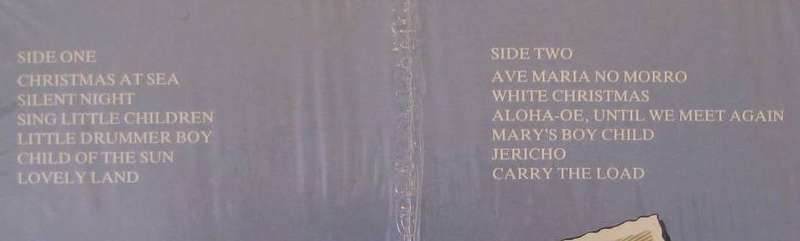 SIDE ONE
CHRISTMAS AT SEA
SILENT NIGHT
SING LITTLE CHILDREN
LITTLE DRUMMER BOY
CHILD OF THE SUN
LOVELY LAND
SIDE TWO
AVE MARIA NO MORRO
WHITE CHRISTMAS
ALOHA-OE, UNTIL WE MEET AGAIN
MARY'S BOY CHILD
JERICHO
CARRY THE LOAD